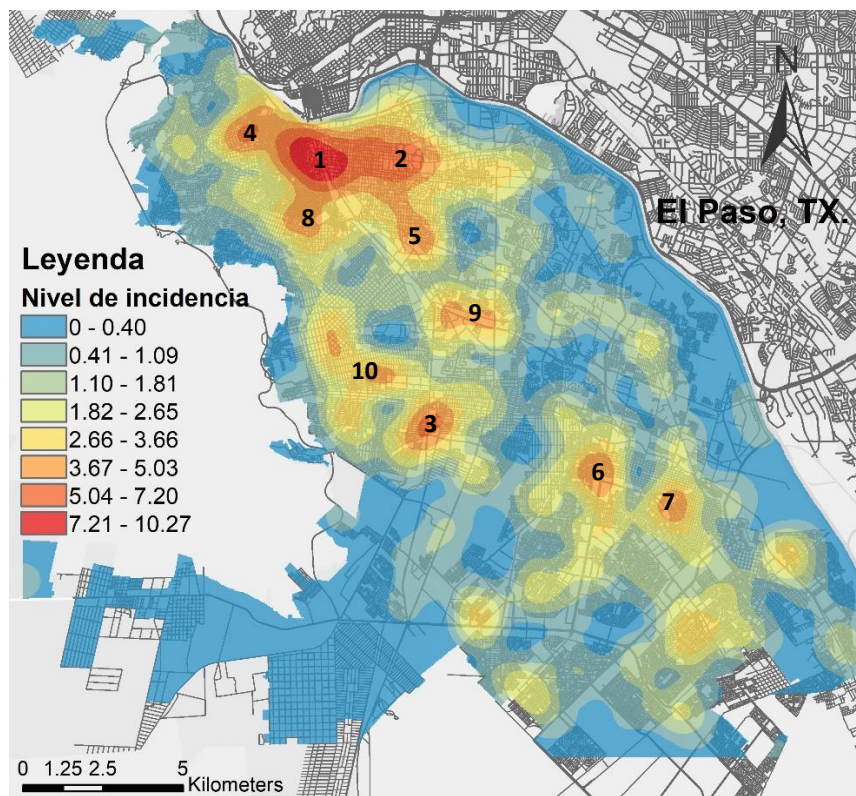 N
El Paso, TX.
4
1
2
8
5
9
10
3
6
7
Leyenda
Nivel de incidencia
0 - 0.40
0.41 - 1.09
1.10 - 1.81
1.82 - 2.65
2.66 - 3.66
3.67 - 5.03
5.04 - 7.20
7.21 - 10.27
0 1.25 2.5 5
Kilometers